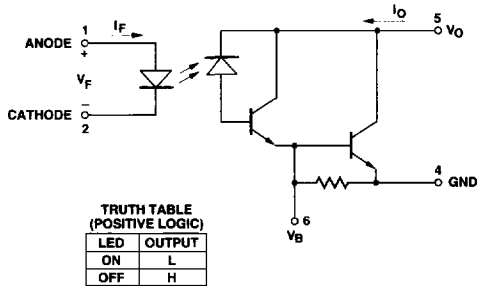 ANODE 1 I_F I_O 5 V_O
+
V_F
CATHODE − 2
4 GND
6
V_B
TRUTH TABLE
(POSITIVE LOGIC)
LED OUTPUT
ON L
OFF H